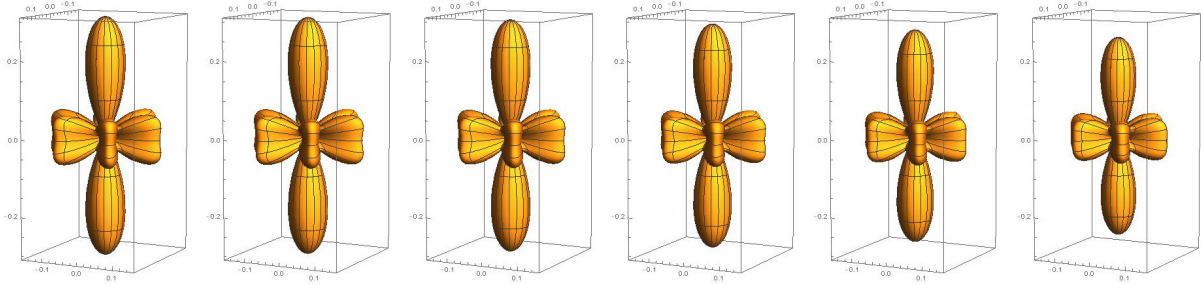 0.1 0.0 −0.1 0.1 0.0 −0.1 0.1 0.0 −0.1 0.1 0.0 −0.1 0.1 0.0 −0.1 0.1 0.0 −0.1
0.2 0.2 0.2 0.2 0.2 0.2
0.0 0.0 0.0 0.0 0.0 0.0
−0.2 −0.2 −0.2 −0.2 −0.2 −0.2
−0.1 −0.1 −0.1 −0.1 −0.1 −0.1
0.0 0.0 0.0 0.0 0.0 0.0
0.1 0.1 0.1 0.1 0.1 0.1